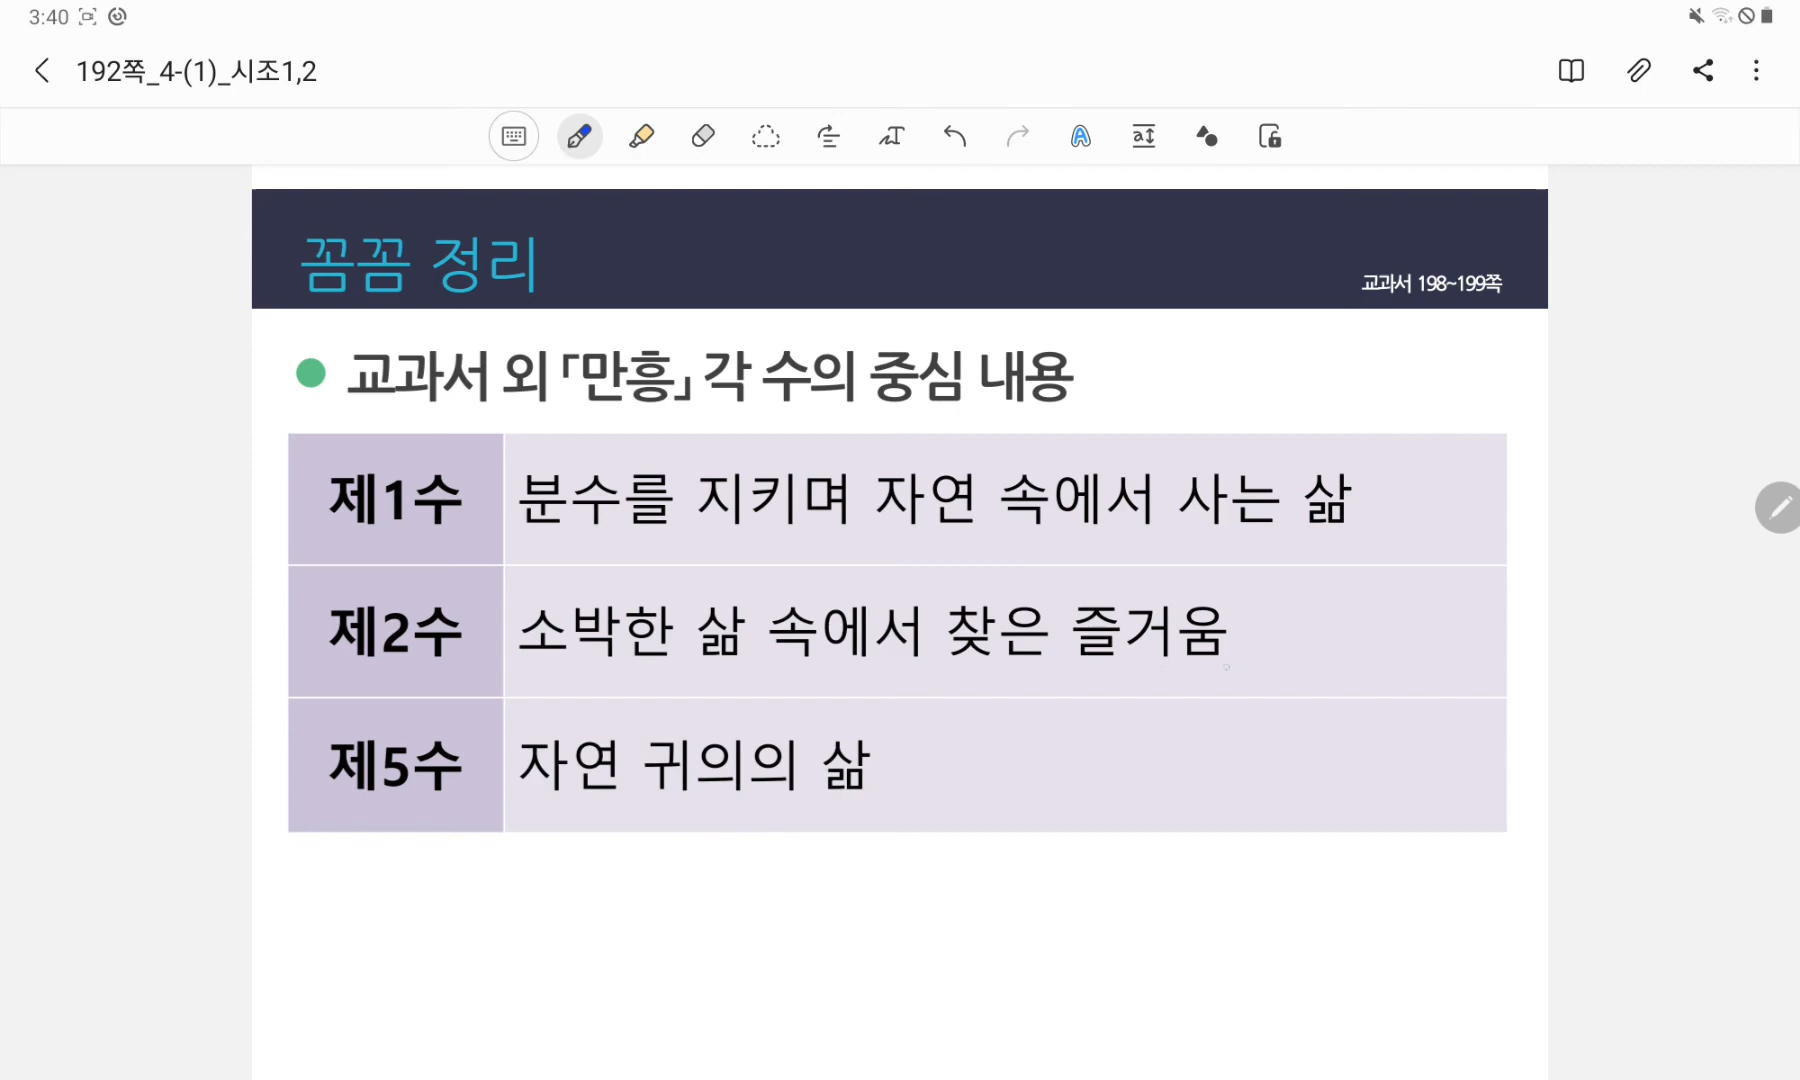 3:40
192쪽_4-(1)_시조1,2
꼼꼼 정리
교과서 198~199쪽
교과서 외 「만흥」 각 수의 중심 내용
제1수 분수를 지키며 자연 속에서 사는 삶
제2수 소박한 삶 속에서 찾은 즐거움
제5수 자연 귀의의 삶